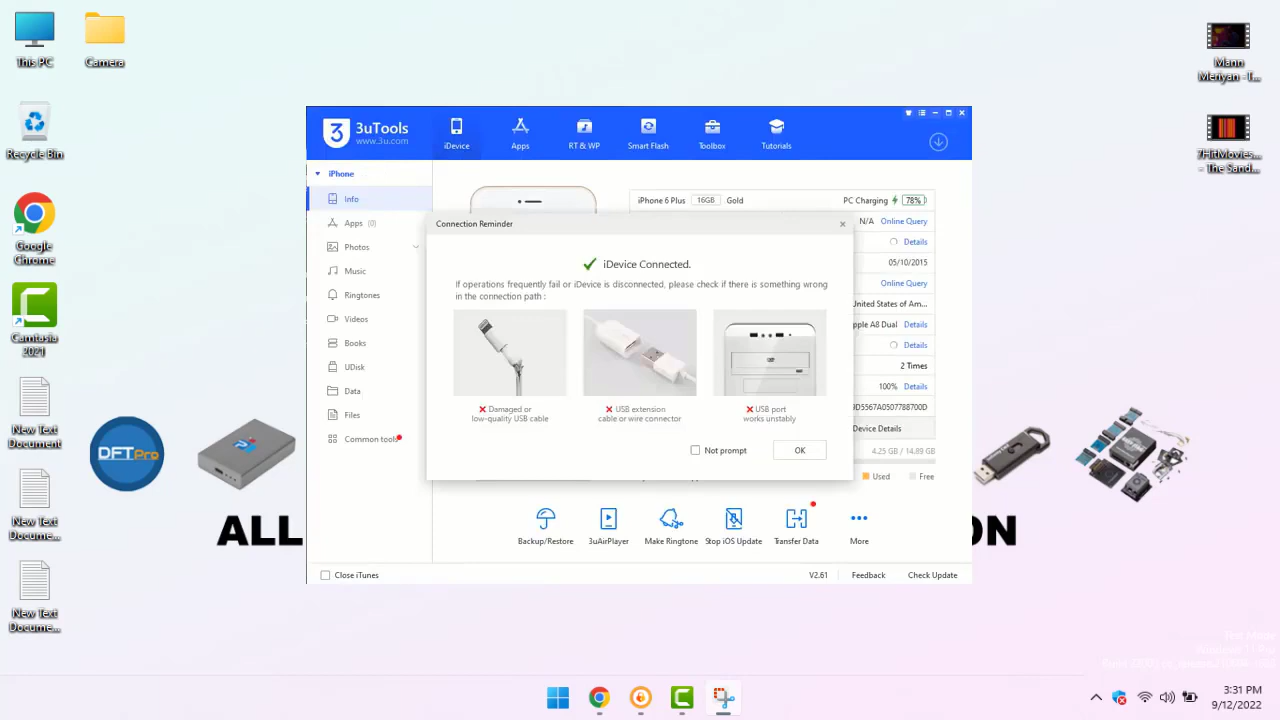 This PC
Camera
Mann
Meriyan -T...
Recycle Bin
7HitMovies...
- The Sand...
Google
Chrome
Camtasia
2021
New Text
Document
New Text
Docume...
New Text
Docume...
DFTPro
ALL
ON
3
3uTools
www.3u.com
iDevice
Apps
RT & WP
Smart Flash
Toolbox
Tutorials
iPhone
Info
Apps (0)
Photos
Music
Ringtones
Videos
Books
UDisk
Data
Files
Common tools
iPhone 6 Plus 16GB Gold PC Charging 78%
N/A Online Query
Details
05/10/2015
Online Query
United States of Am...
pple A8 Dual Details
Details
2 Times
100% Details
9D5567A0507788700D
Device Details
4.25 GB / 14.89 GB
Used Free
Connection Reminder
iDevice Connected.
If operations frequently fail or iDevice is disconnected, please check if there is something wrong
in the connection path :
Damaged or
low-quality USB cable
USB extension
cable or wire connector
USB port
works unstably
Not prompt
OK
Backup/Restore
3uAirPlayer
Make Ringtone
Stop iOS Update
Transfer Data
More
Close iTunes
V2.61
Feedback
Check Update
Test Mode
Windows 11 Pro
3:31 PM
9/12/2022